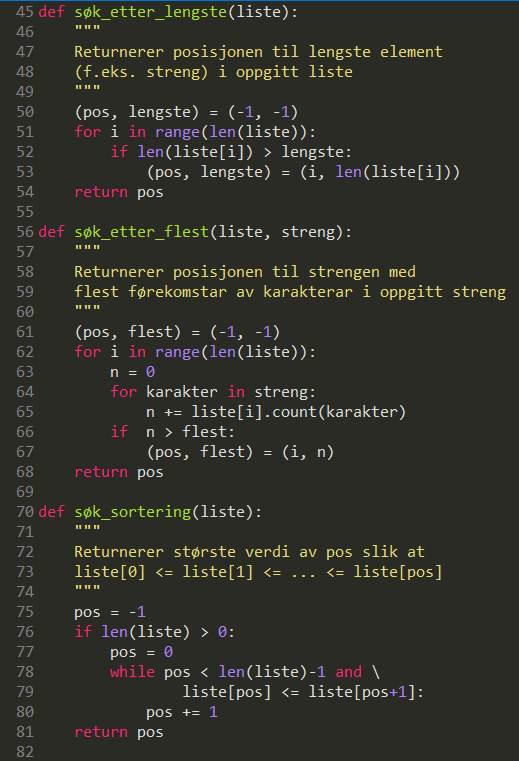 45 def søk_etter_lengste(liste):
46     """
47     Returnerer posisjonen til lengste element
48     (f.eks. streng) i oppgitt liste
49     """
50     (pos, lengste) = (-1, -1)
51     for i in range(len(liste)):
52         if len(liste[i]) > lengste:
53             (pos, lengste) = (i, len(liste[i]))
54     return pos
55
56 def søk_etter_flest(liste, streng):
57     """
58     Returnerer posisjonen til strengen med
59     flest førekomstar av karakterar i oppgitt streng
60     """
61     (pos, flest) = (-1, -1)
62     for i in range(len(liste)):
63         n = 0
64         for karakter in streng:
65             n += liste[i].count(karakter)
66         if  n > flest:
67             (pos, flest) = (i, n)
68     return pos
69
70 def søk_sortering(liste):
71     """
72     Returnerer største verdi av pos slik at
73     liste[0] <= liste[1] <= ... <= liste[pos]
74     """
75     pos = -1
76     if len(liste) > 0:
77         pos = 0
78         while pos < len(liste)-1 and \
79                 liste[pos] <= liste[pos+1]:
80             pos += 1
81     return pos
82